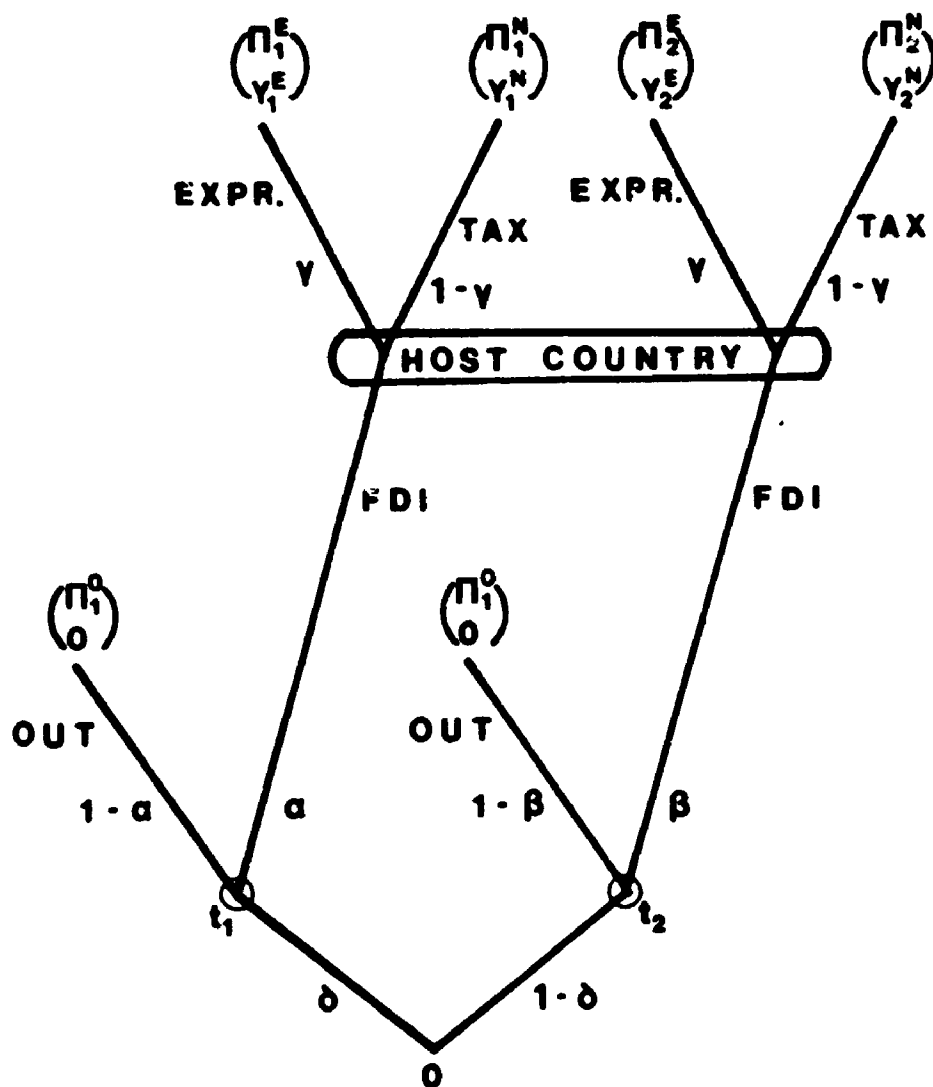 (Π₁ᴱ Y₁ᴱ) (Π₁ᴺ Y₁ᴺ) (Π₂ᴱ Y₂ᴱ) (Π₂ᴺ Y₂ᴺ)
EXPR. TAX EXPR. TAX
γ 1-γ γ 1-γ
HOST COUNTRY
FDI FDI
(Π₁⁰ 0) (Π₁⁰ 0)
OUT OUT
1-α α 1-β β
t₁ t₂
δ 1-δ
0